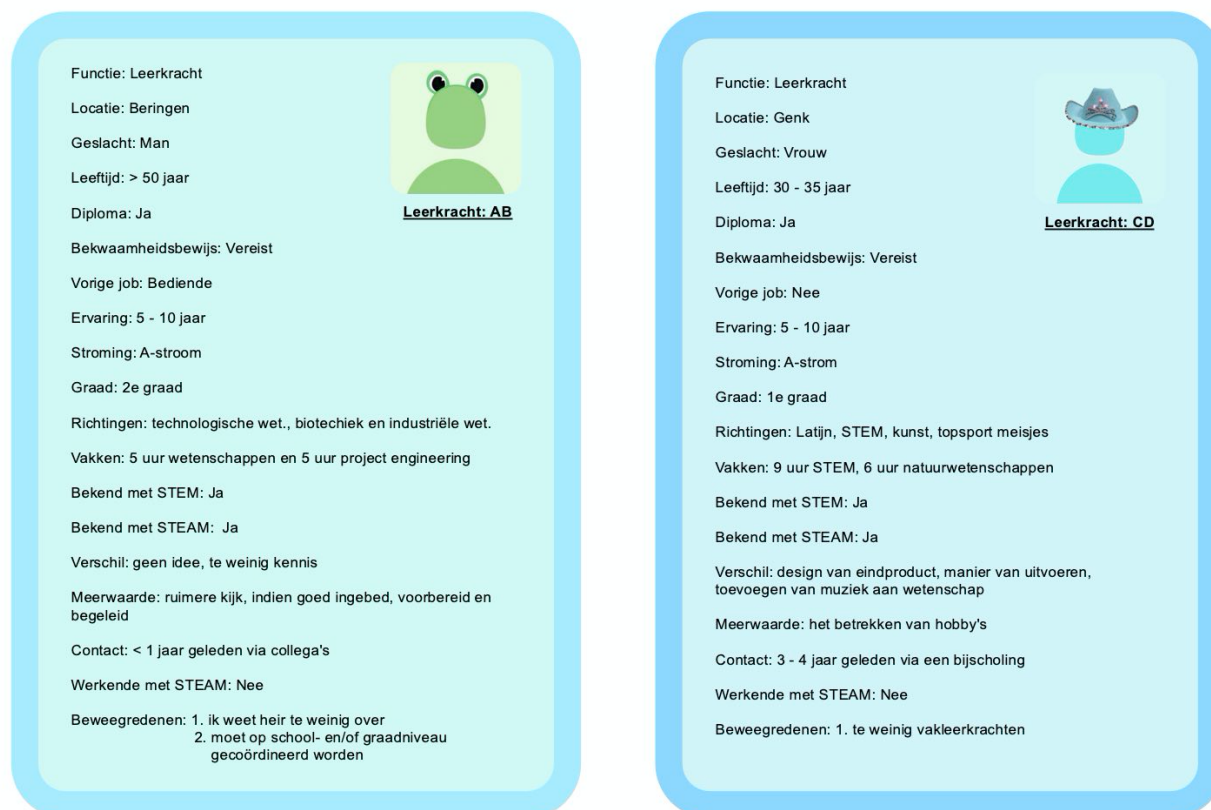 Functie: Leerkracht
Locatie: Beringen
Geslacht: Man
Leeftijd: > 50 jaar
Diploma: Ja
Leerkracht: AB
Bekwaamheidsbewijs: Vereist
Vorige job: Bediende
Ervaring: 5 - 10 jaar
Stroming: A-stroom
Graad: 2e graad
Richtingen: technologische wet., biotechiek en industriële wet.
Vakken: 5 uur wetenschappen en 5 uur project engineering
Bekend met STEM: Ja
Bekend met STEAM: Ja
Verschil: geen idee, te weinig kennis
Meerwaarde: ruimere kijk, indien goed ingebed, voorbereid en
begeleid
Contact: < 1 jaar geleden via collega's
Werkende met STEAM: Nee
Beweegredenen: 1. ik weet heir te weinig over
2. moet op school- en/of graadniveau
gecoördineerd worden
Functie: Leerkracht
Locatie: Genk
Geslacht: Vrouw
Leeftijd: 30 - 35 jaar
Diploma: Ja
Leerkracht: CD
Bekwaamheidsbewijs: Vereist
Vorige job: Nee
Ervaring: 5 - 10 jaar
Stroming: A-strom
Graad: 1e graad
Richtingen: Latijn, STEM, kunst, topsport meisjes
Vakken: 9 uur STEM, 6 uur natuurwetenschappen
Bekend met STEM: Ja
Bekend met STEAM: Ja
Verschil: design van eindproduct, manier van uitvoeren,
toevoegen van muziek aan wetenschap
Meerwaarde: het betrekken van hobby's
Contact: 3 - 4 jaar geleden via een bijscholing
Werkende met STEAM: Nee
Beweegredenen: 1. te weinig vakleerkrachten